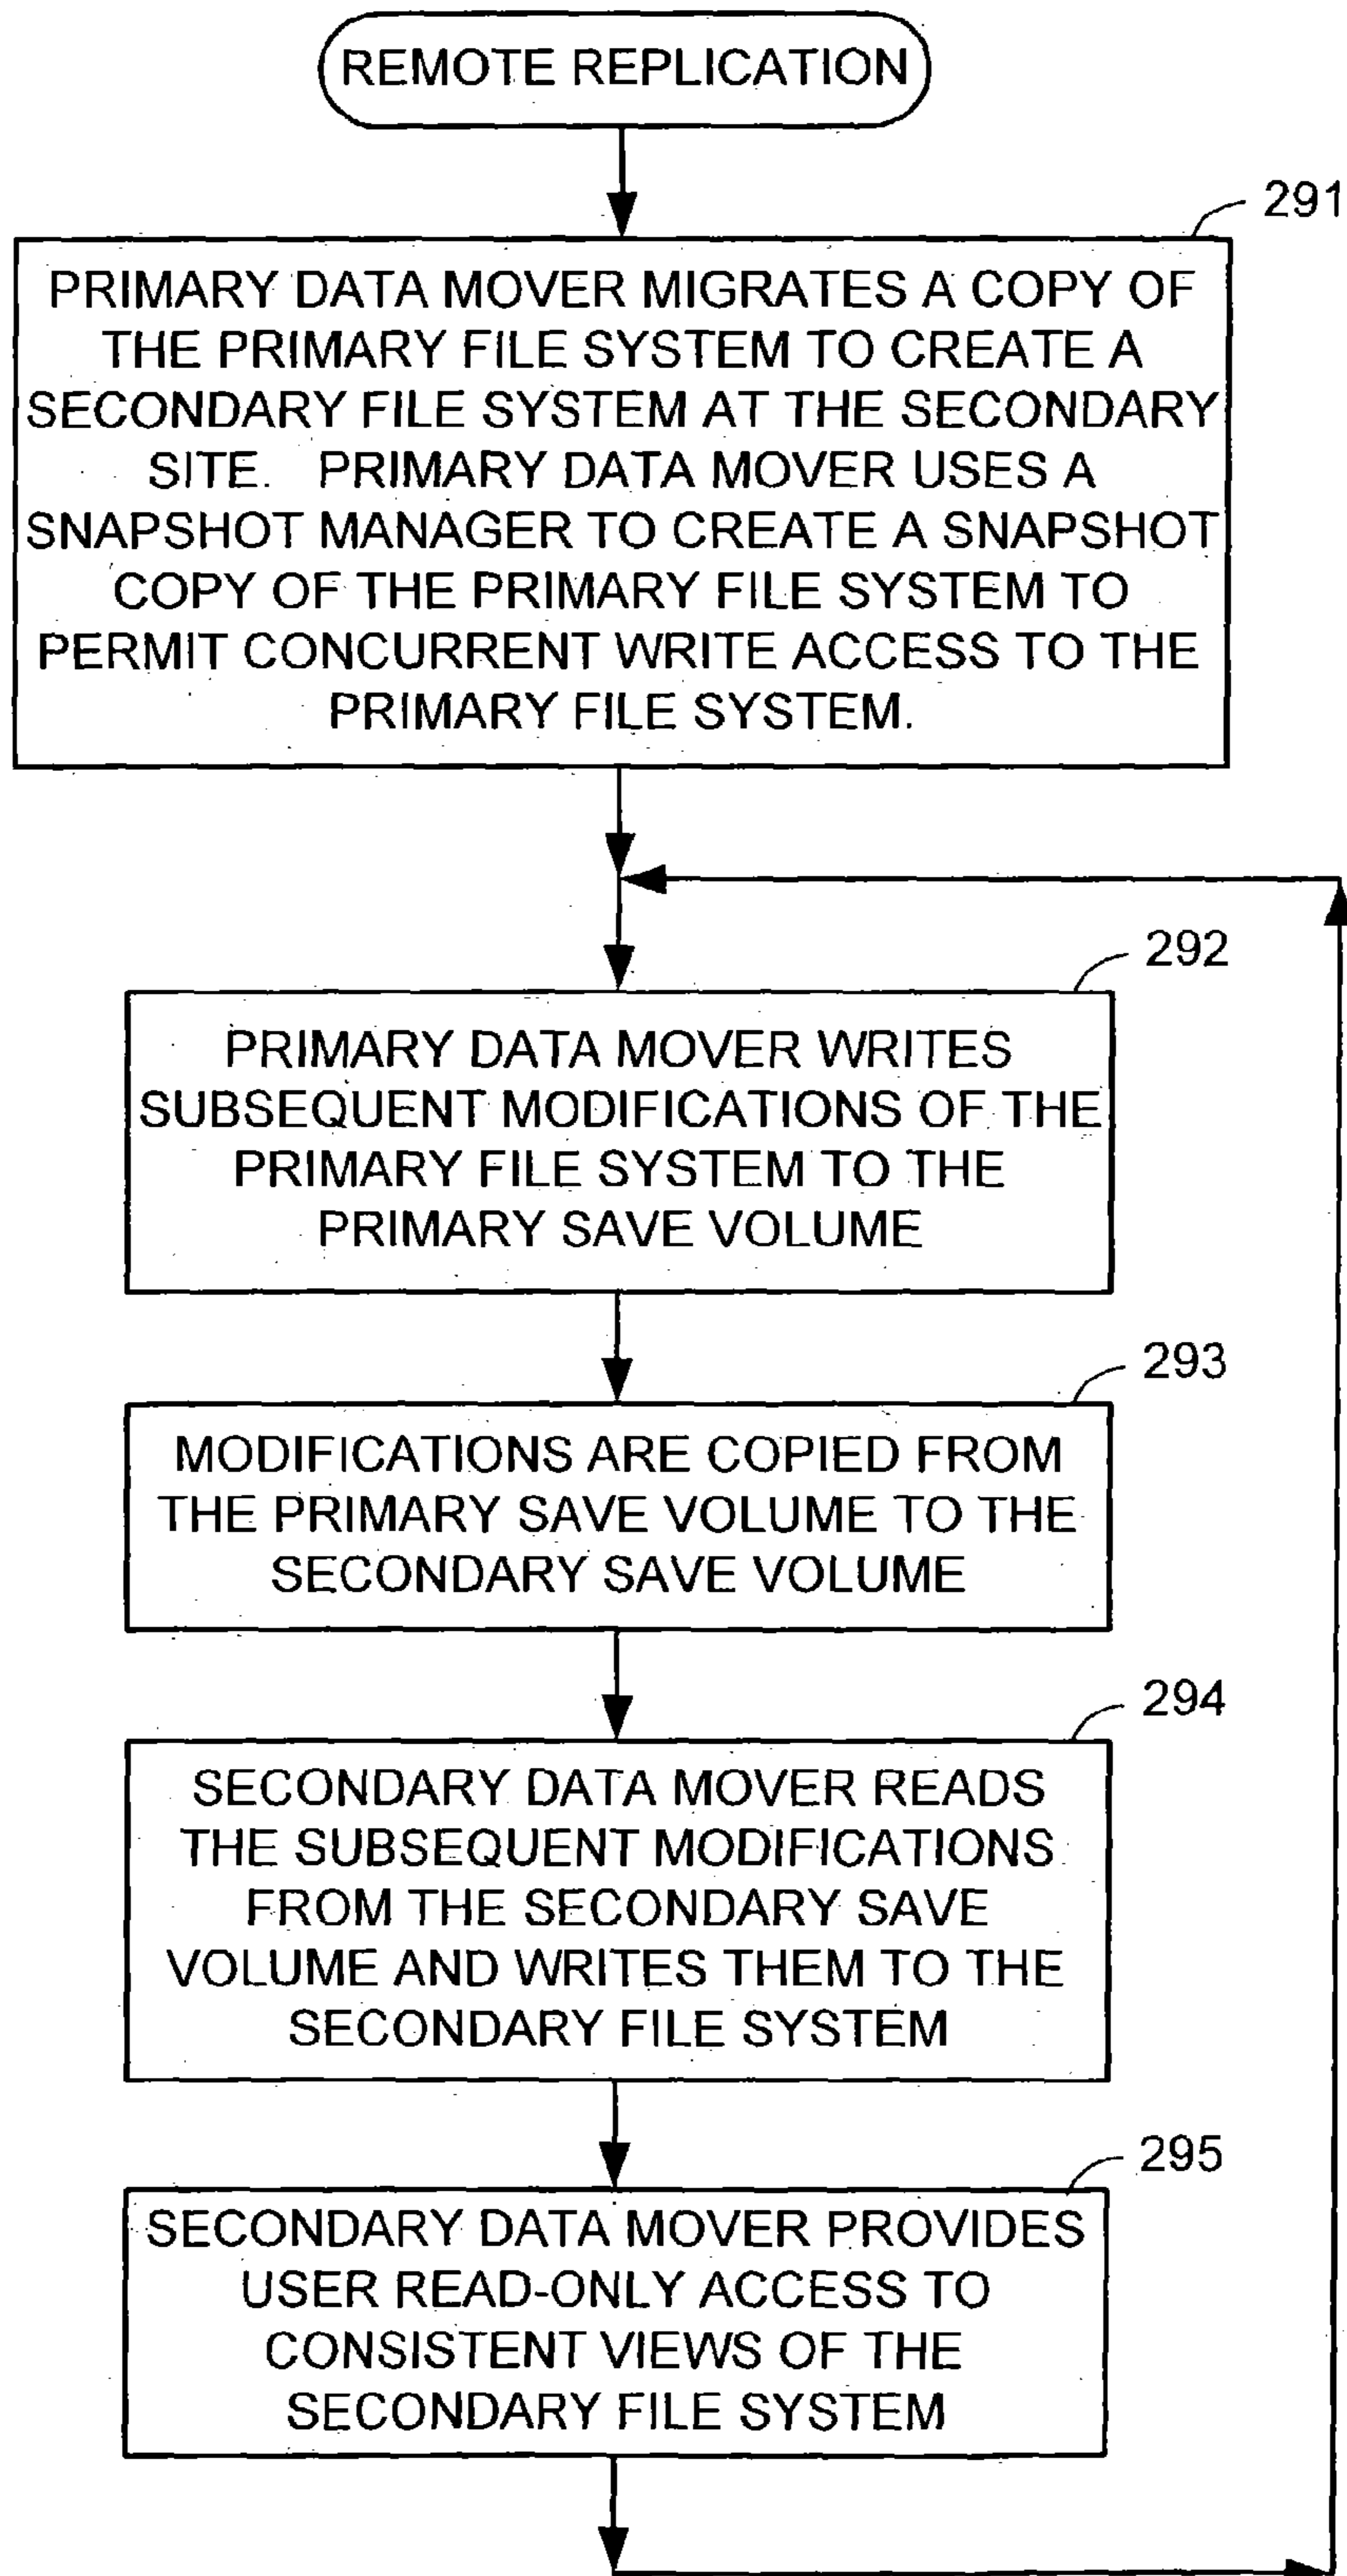 REMOTE REPLICATION
291
PRIMARY DATA MOVER MIGRATES A COPY OF
THE PRIMARY FILE SYSTEM TO CREATE A
SECONDARY FILE SYSTEM AT THE SECONDARY
SITE. PRIMARY DATA MOVER USES A
SNAPSHOT MANAGER TO CREATE A SNAPSHOT
COPY OF THE PRIMARY FILE SYSTEM TO
PERMIT CONCURRENT WRITE ACCESS TO THE
PRIMARY FILE SYSTEM.
292
PRIMARY DATA MOVER WRITES
SUBSEQUENT MODIFICATIONS OF THE
PRIMARY FILE SYSTEM TO THE
PRIMARY SAVE VOLUME
293
MODIFICATIONS ARE COPIED FROM
THE PRIMARY SAVE VOLUME TO THE
SECONDARY SAVE VOLUME
294
SECONDARY DATA MOVER READS
THE SUBSEQUENT MODIFICATIONS
FROM THE SECONDARY SAVE
VOLUME AND WRITES THEM TO THE
SECONDARY FILE SYSTEM
295
SECONDARY DATA MOVER PROVIDES
USER READ-ONLY ACCESS TO
CONSISTENT VIEWS OF THE
SECONDARY FILE SYSTEM